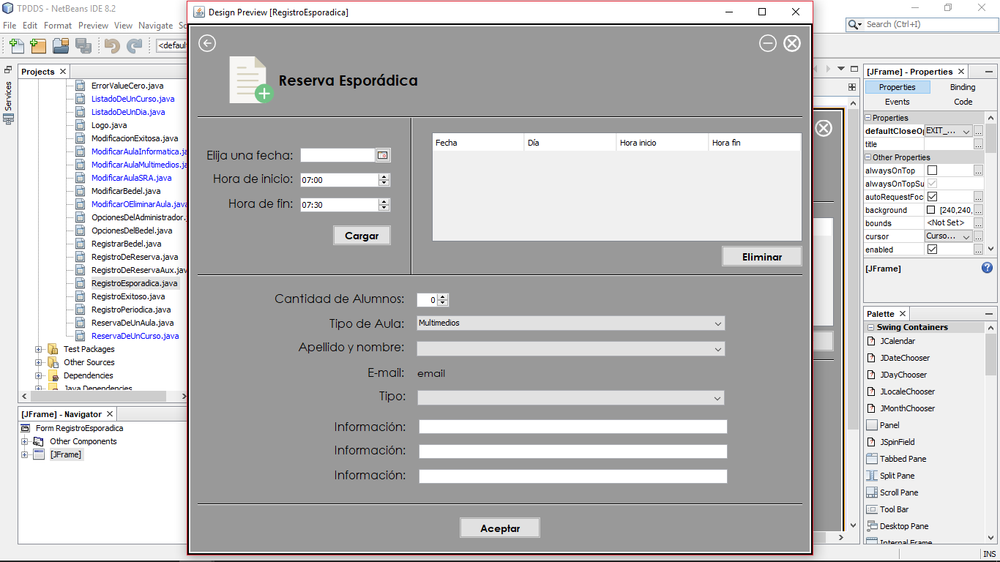 TPDDS - NetBeans IDE 8.2
Design Preview [RegistroEsporadica]
File Edit Format Preview View Navigate
Search (Ctrl+I)
<defaul
Projects
Services
ErrorValueCero.java
ListadoDeUnCurso.java
ListadoDeUnDia.java
Logo.java
ModificacionExitosa.java
ModificarAulaInformatica.java
ModificarAulaMultimedios.java
ModificarAulaSRA.java
ModificarBedel.java
ModificarOEliminarAula.java
OpcionesDelAdministrador.
OpcionesDelBedel.java
RegistrarBedel.java
RegistroDeReserva.java
RegistroDeReservaAux.java
RegistroEsporadica.java
RegistroExitoso.java
RegistroPeriodica.java
ReservaDeUnAula.java
ReservaDeUnCurso.java
Test Packages
Other Sources
Dependencies
Java Dependencies
[JFrame] - Navigator
Form RegistroEsporadica
Other Components
[JFrame]
Reserva Esporádica
Elija una fecha:
Hora de inicio: 07:00
Hora de fin: 07:30
Cargar
Fecha Día Hora inicio Hora fin
Eliminar
Cantidad de Alumnos: 0
Tipo de Aula: Multimedios
Apellido y nombre:
E-mail: email
Tipo:
Información:
Información:
Información:
Aceptar
[JFrame] - Properties
Properties Binding
Events Code
Properties
defaultCloseOp EXIT_... ...
title ...
Other Properties
alwaysOnTop ...
alwaysOnTopSu
autoRequestFoc ...
background [240,240, ...
bounds <Not Set> ...
cursor Curso... ...
enabled ...
[JFrame]
Palette
Swing Containers
JCalendar
JDateChooser
JDayChooser
JLocaleChooser
JMonthChooser
Panel
JSpinField
Tabbed Pane
Split Pane
Scroll Pane
Tool Bar
Desktop Pane
Internal Frame
INS